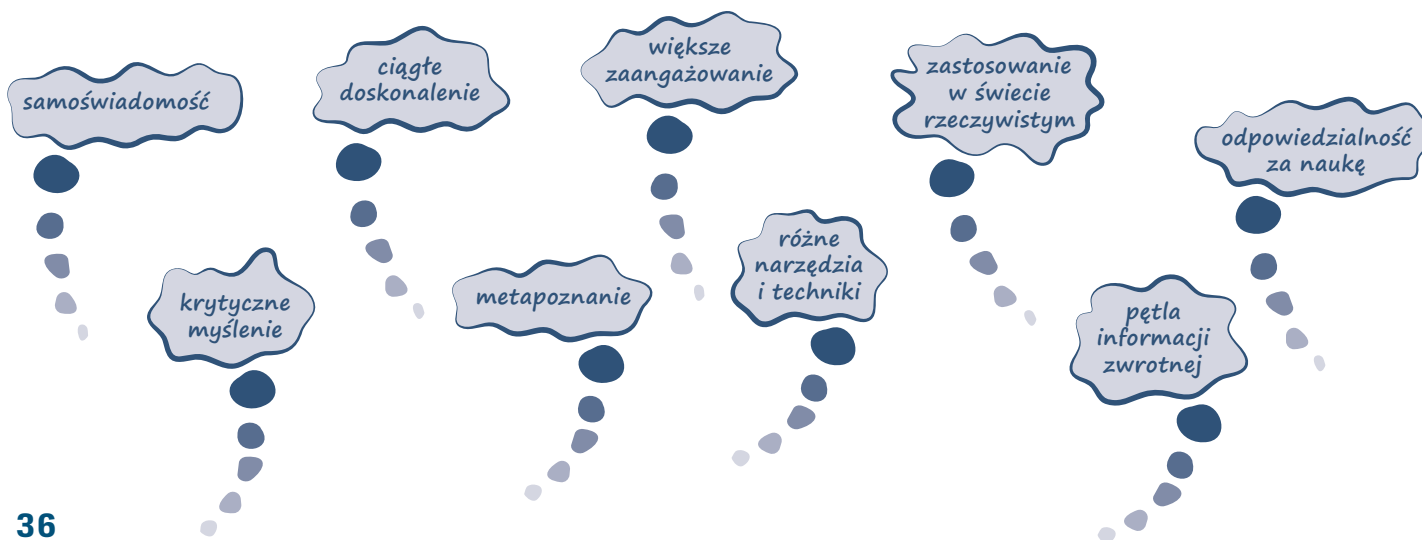 samoświadomość
ciągłe
doskonalenie
większe
zaangażowanie
zastosowanie
w świecie
rzeczywistym
odpowiedzialność
za naukę
krytyczne
myślenie
metapoznanie
różne
narzędzia
i techniki
pętla
informacji
zwrotnej
36